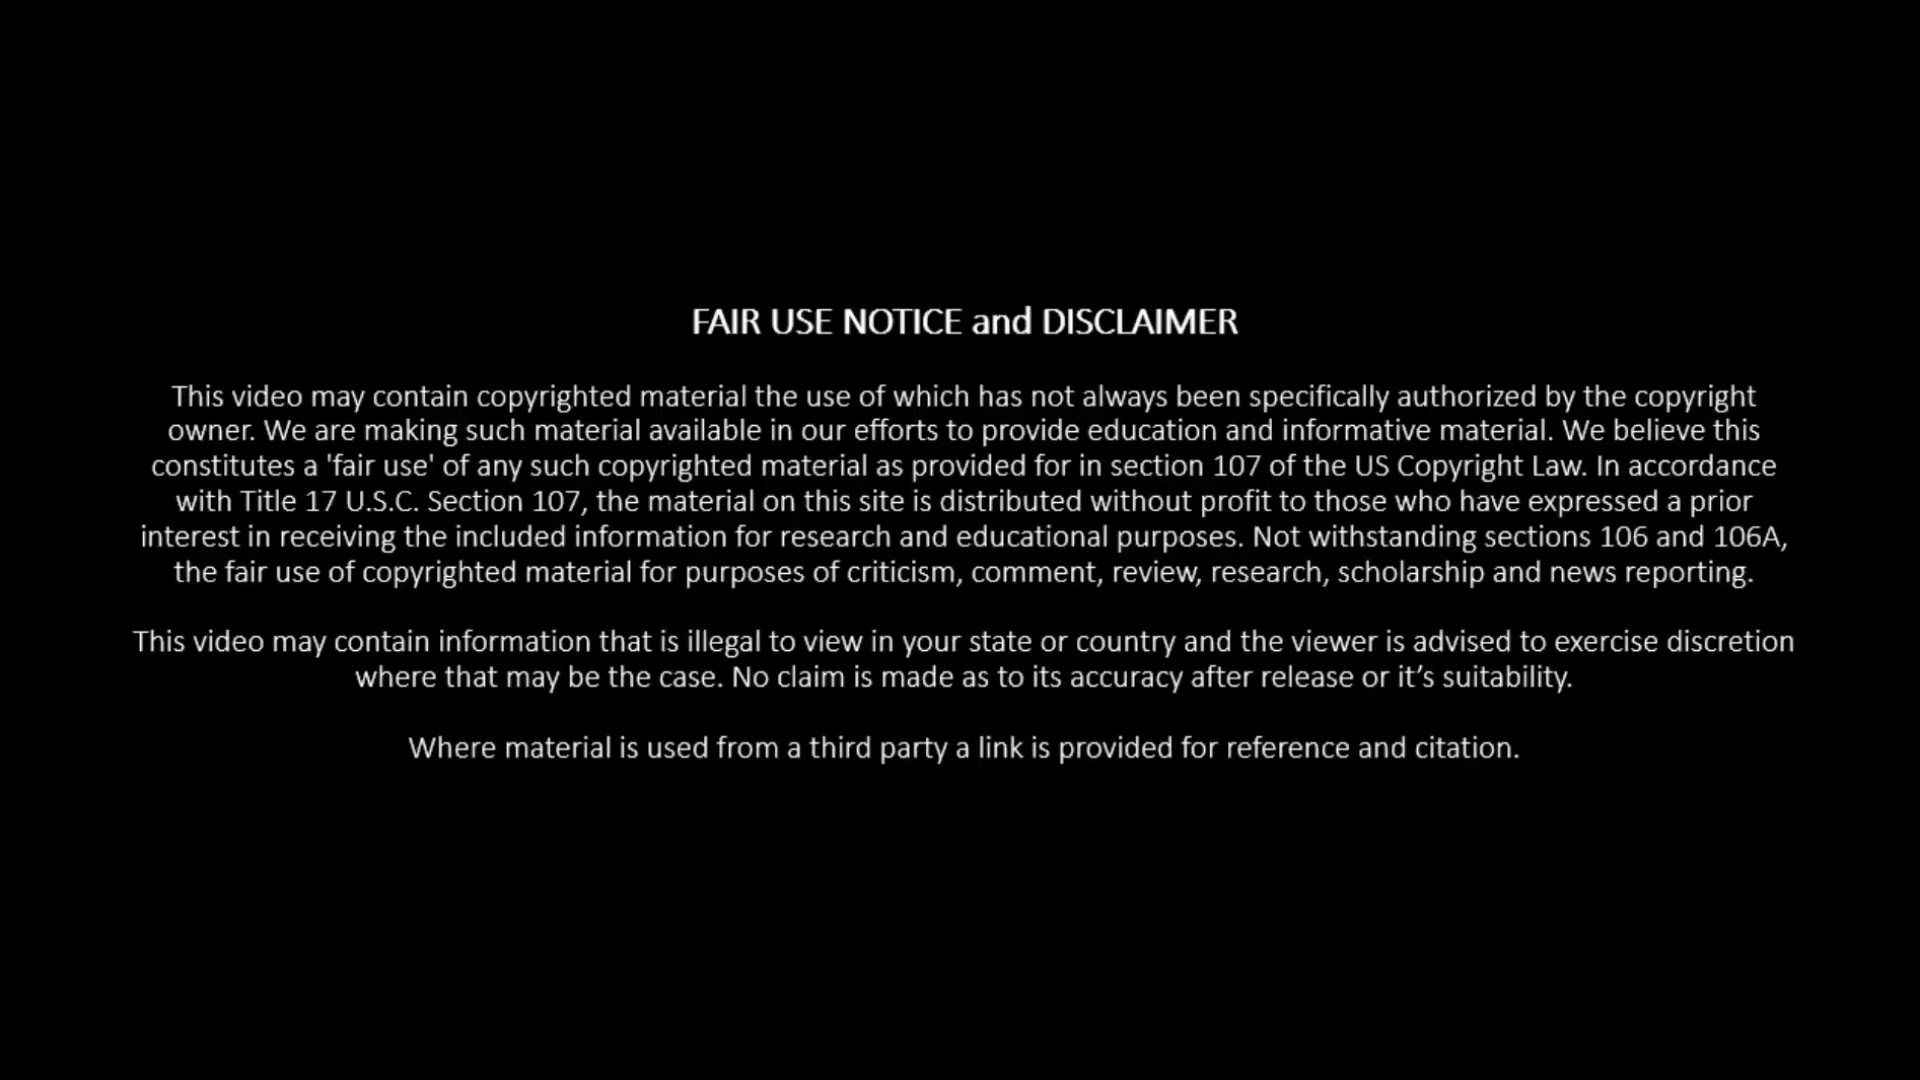 FAIR USE NOTICE and DISCLAIMER
This video may contain copyrighted material the use of which has not always been specifically authorized by the copyright
owner. We are making such material available in our efforts to provide education and informative material. We believe this
constitutes a 'fair use' of any such copyrighted material as provided for in section 107 of the US Copyright Law. In accordance
with Title 17 U.S.C. Section 107, the material on this site is distributed without profit to those who have expressed a prior
interest in receiving the included information for research and educational purposes. Not withstanding sections 106 and 106A,
the fair use of copyrighted material for purposes of criticism, comment, review, research, scholarship and news reporting.
This video may contain information that is illegal to view in your state or country and the viewer is advised to exercise discretion
where that may be the case. No claim is made as to its accuracy after release or it’s suitability.
Where material is used from a third party a link is provided for reference and citation.